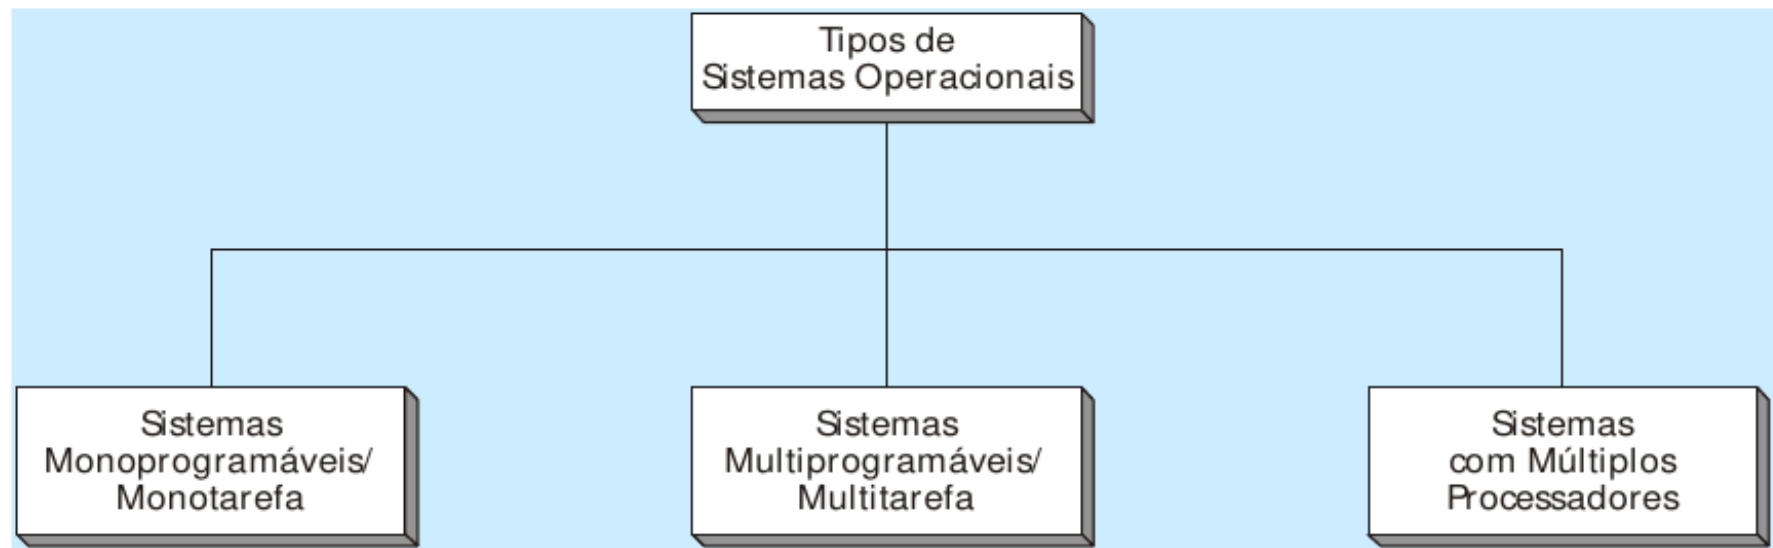 Tipos de
Sistemas Operacionais
Sistemas
Monoprogramáveis/
Monotarefa
Sistemas
Multiprogramáveis/
Multitarefa
Sistemas
com Múltiplos
Processadores